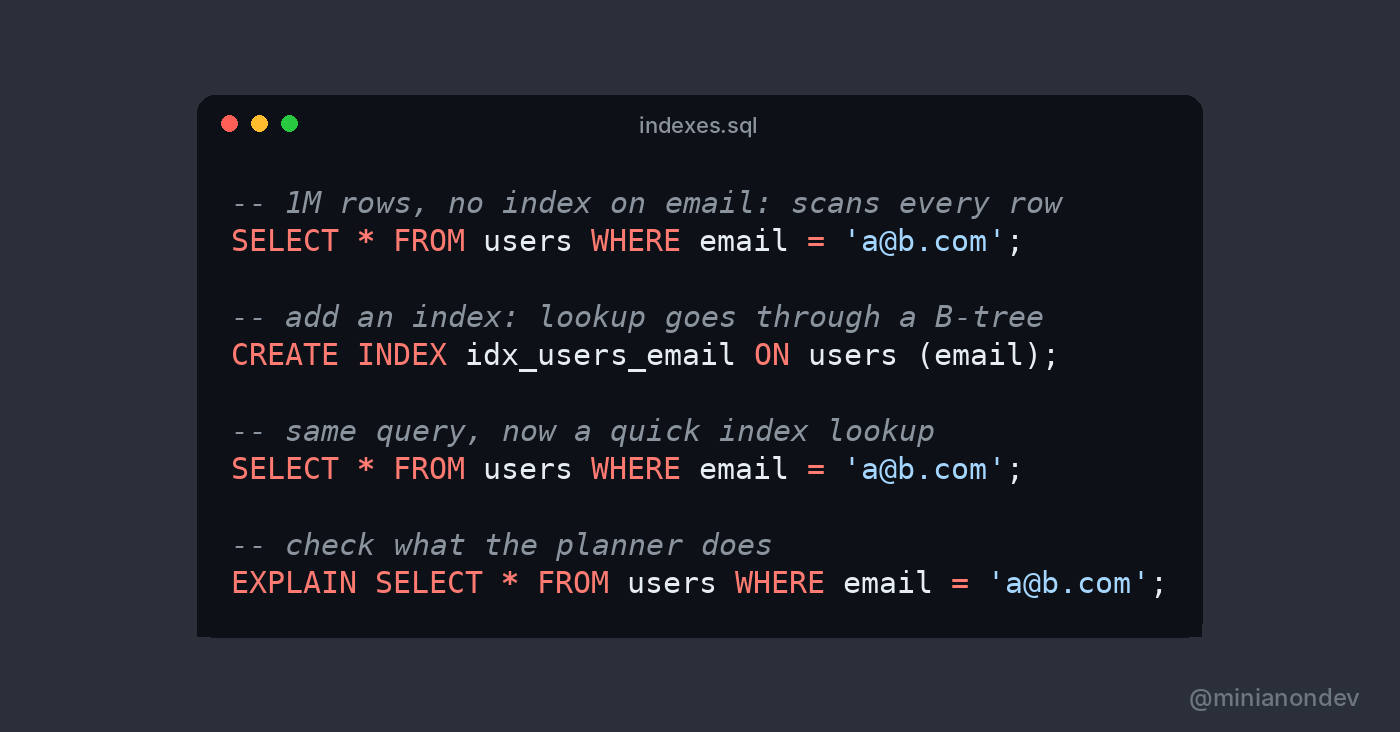 indexes.sql
-- 1M rows, no index on email: scans every row
SELECT * FROM users WHERE email = 'a@b.com';
-- add an index: lookup goes through a B-tree
CREATE INDEX idx_users_email ON users (email);
-- same query, now a quick index lookup
SELECT * FROM users WHERE email = 'a@b.com';
-- check what the planner does
EXPLAIN SELECT * FROM users WHERE email = 'a@b.com';
@minianondev